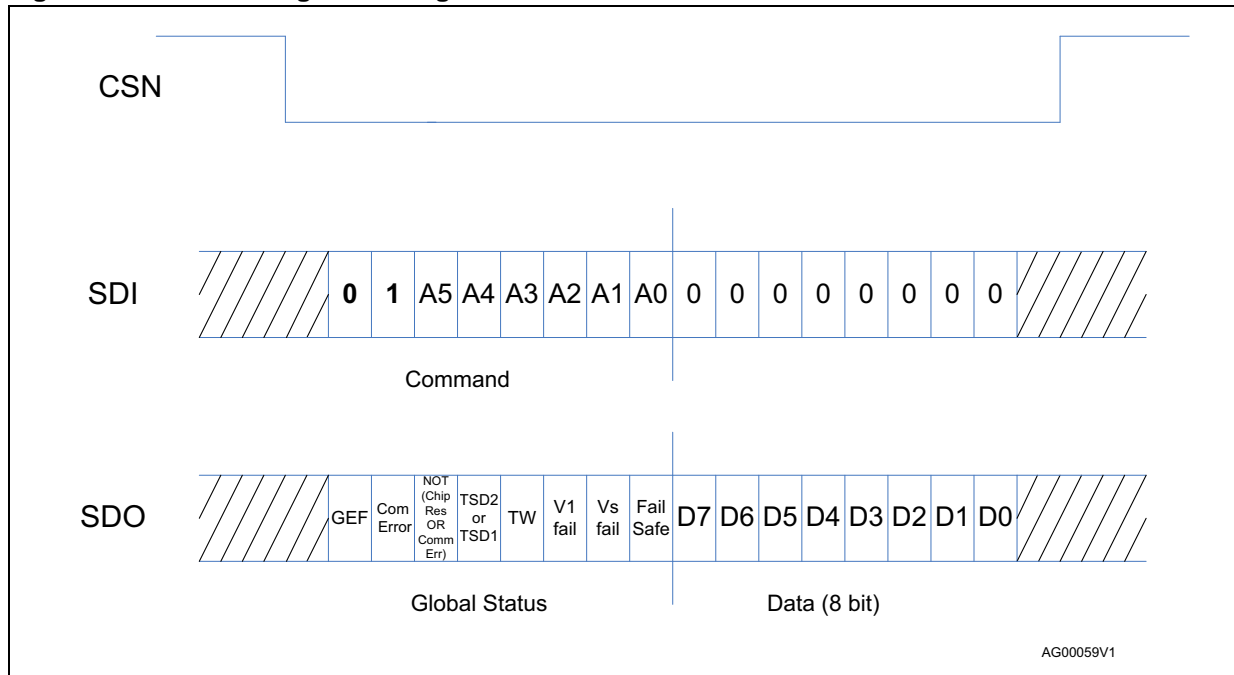 CSN
SDI
0 1 A5 A4 A3 A2 A1 A0 0 0 0 0 0 0 0 0
Command
SDO
GEF Com Error NOT (Chip Res OR Comm Err) TSD2 or TSD1 TW V1 fail Vs fail Fail Safe D7 D6 D5 D4 D3 D2 D1 D0
Global Status Data (8 bit)
AG00059V1